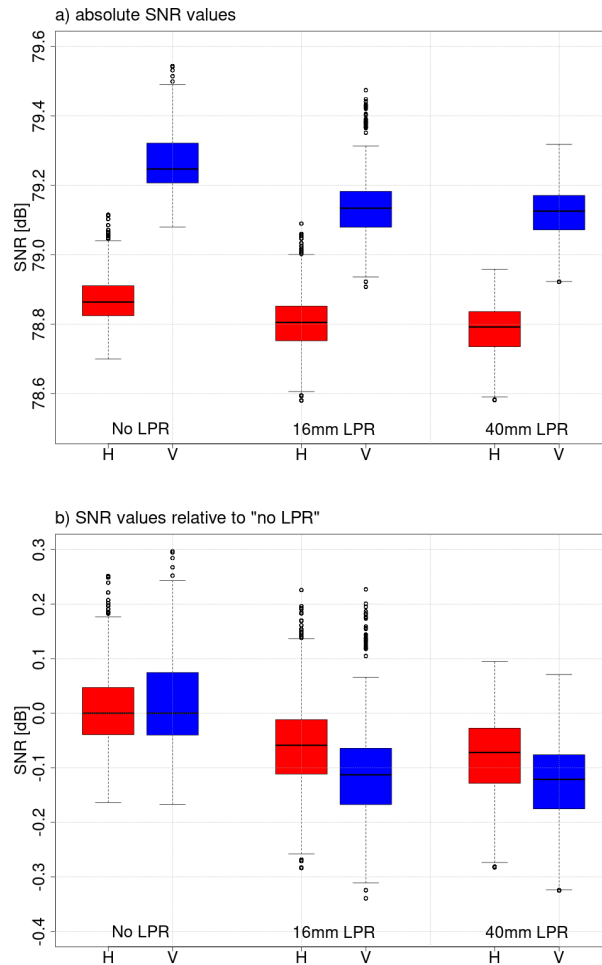 a) absolute SNR values
SNR [dB]
79.6
79.4
79.2
79.0
78.8
78.6
No LPR 16mm LPR 40mm LPR
H V H V H V
b) SNR values relative to "no LPR"
SNR [dB]
0.3
0.2
0.1
0.0
-0.1
-0.2
-0.3
-0.4
No LPR 16mm LPR 40mm LPR
H V H V H V